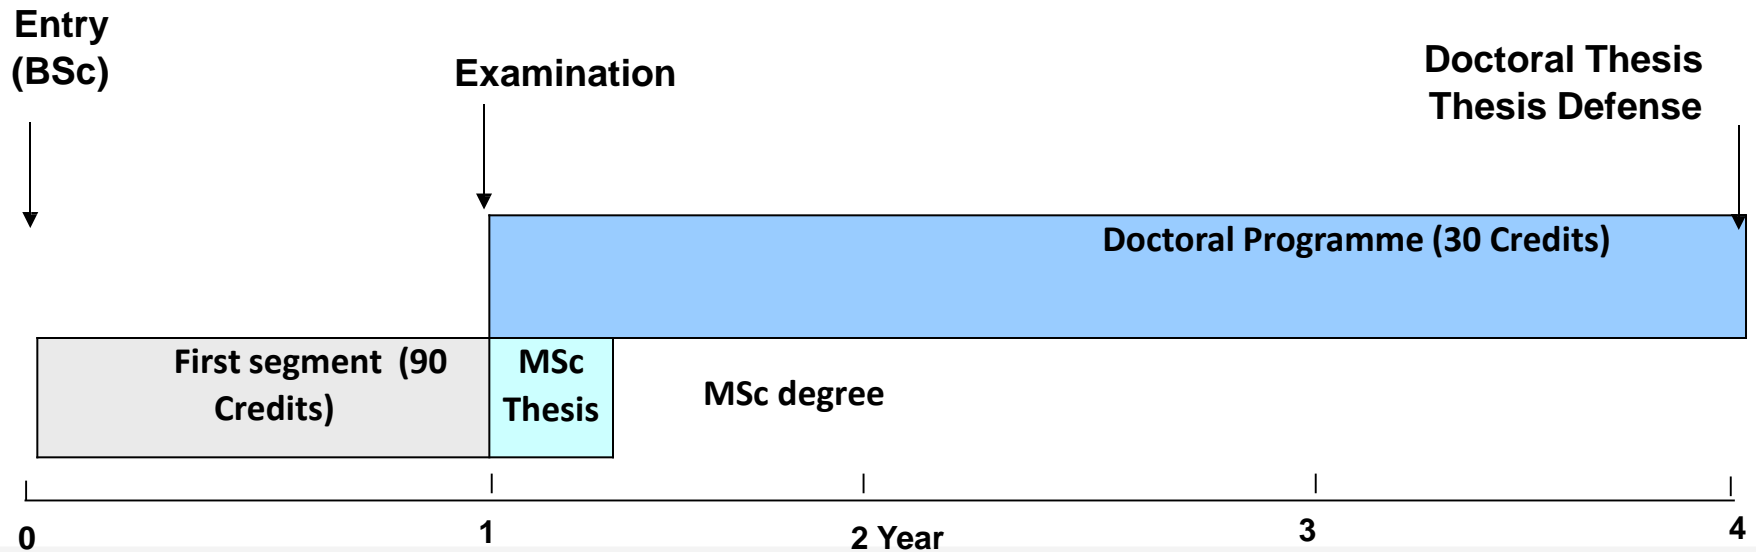 Entry
(BSc)
Examination
Doctoral Thesis
Thesis Defense
Doctoral Programme (30 Credits)
First segment  (90
Credits)
MSc
Thesis
MSc degree
0
1
2 Year
3
4